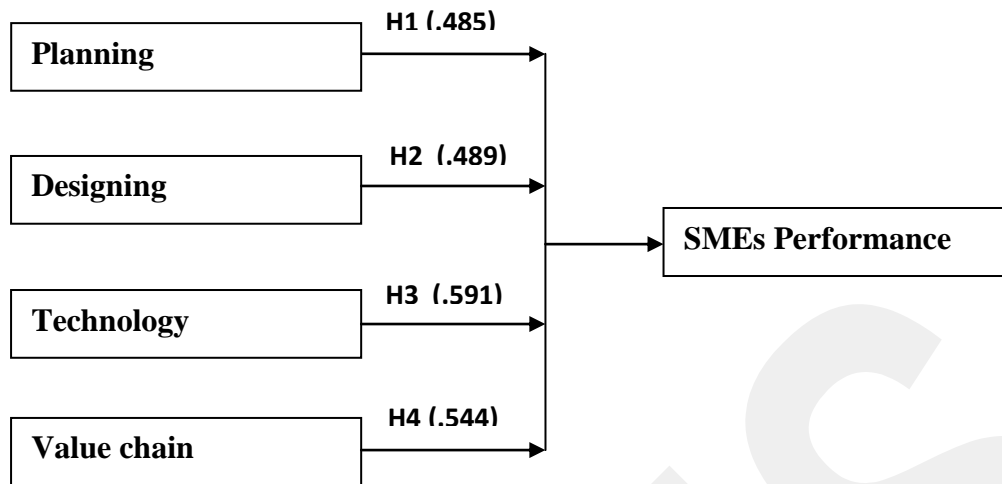 H1 (.485)
Planning
H2 (.489)
Designing
SMEs Performance
H3 (.591)
Technology
H4 (.544)
Value chain